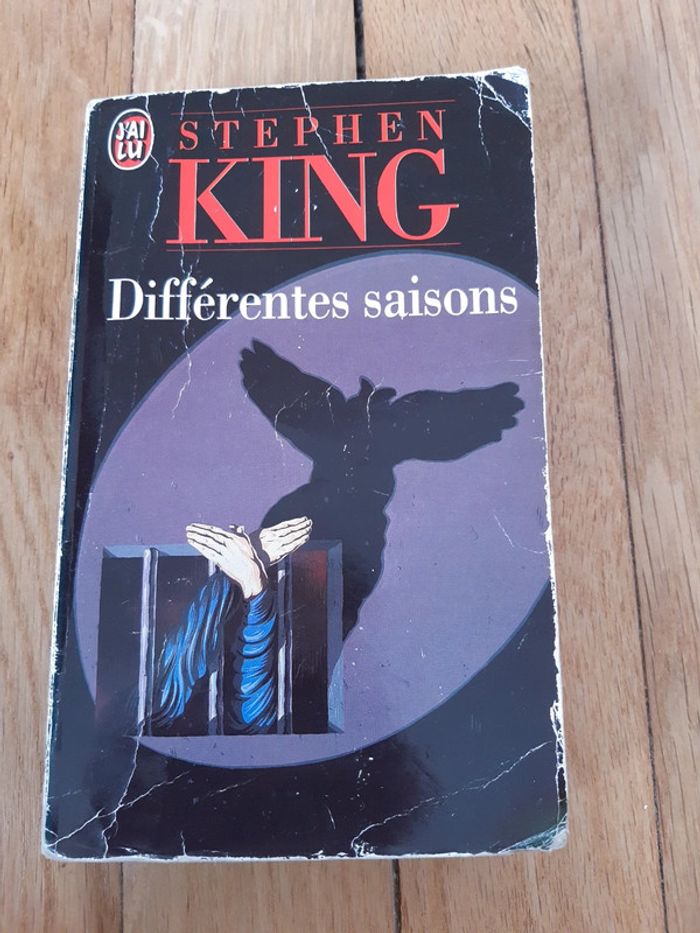 J'AI
LU
STEPHEN
KING
Différentes saisons